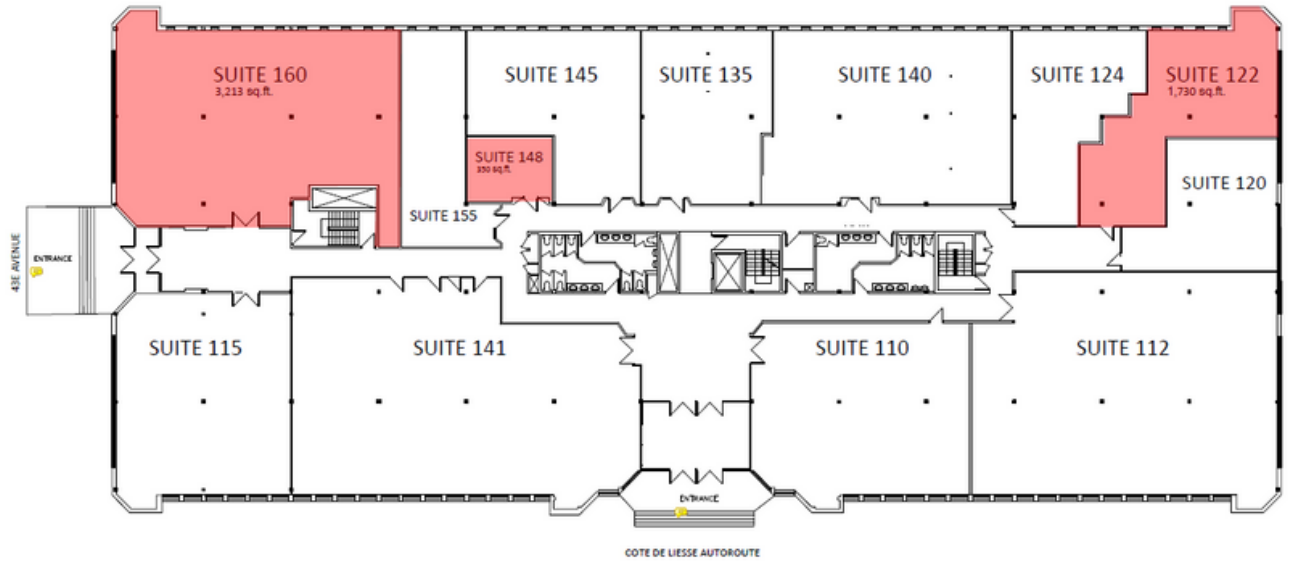 SUITE 160
3,213 sq.ft.
SUITE 145
SUITE 135
SUITE 140
SUITE 124
SUITE 122
1,730 sq.ft.
SUITE 148
350 sq.ft.
SUITE 155
SUITE 120
43E AVENUE
ENTRANCE
SUITE 115
SUITE 141
SUITE 110
SUITE 112
ENTRANCE
COTE DE LIESSE AUTOROUTE